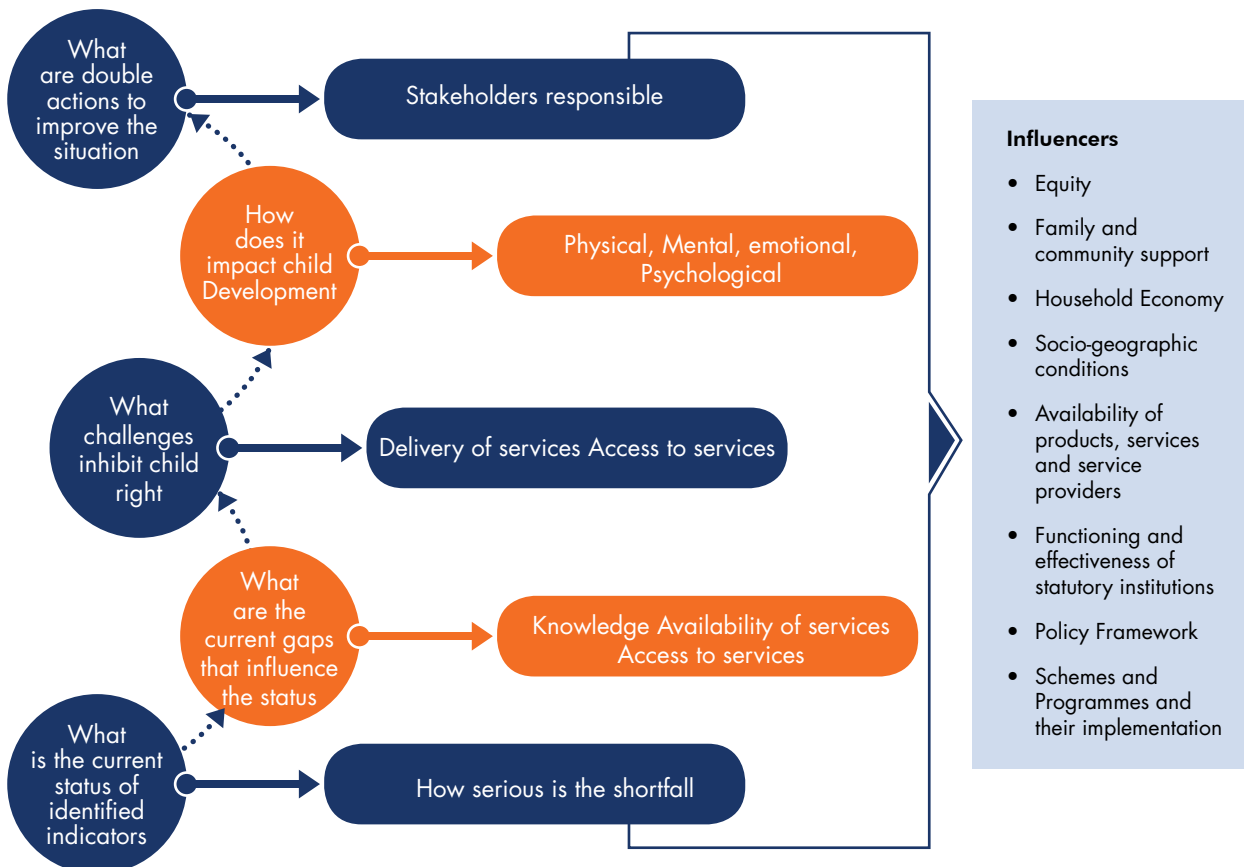 What
are double
actions to
improve the
situation
Stakeholders responsible
How
does it
impact child
Development
Physical, Mental, emotional,
Psychological
What
challenges
inhibit child
right
Delivery of services Access to services
What
are the
current gaps
that influence
the status
Knowledge Availability of services
Access to services
What
is the current
status of
identified
indicators
How serious is the shortfall
Influencers
• Equity
• Family and
community support
• Household Economy
• Socio-geographic
conditions
• Availability of
products, services
and service
providers
• Functioning and
effectiveness of
statutory institutions
• Policy Framework
• Schemes and
Programmes and
their implementation